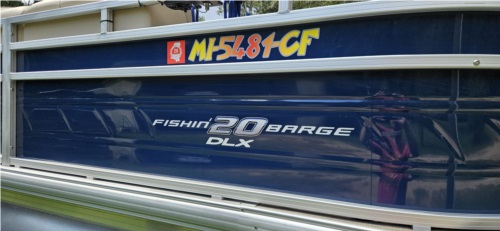 MI-5481-CF
FISHIN' 20 BARGE
DLX